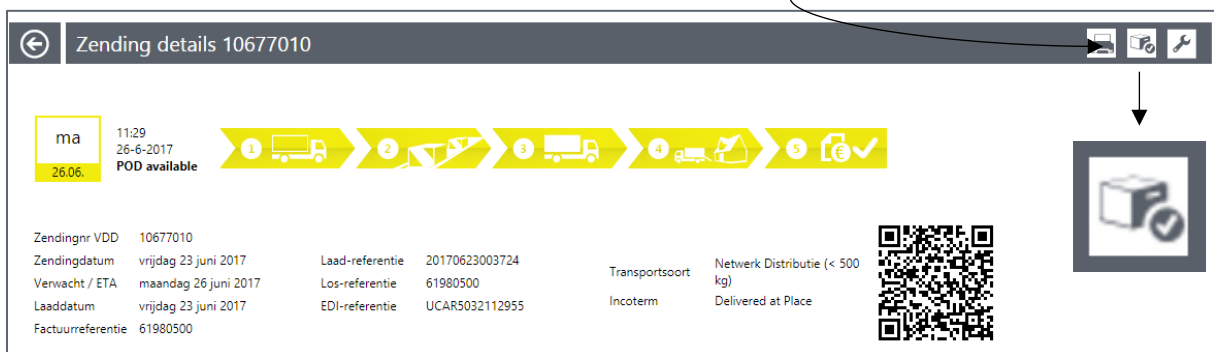 Zending details 10677010
ma
26.06.
11:29
26-6-2017
POD available
1
2
3
4
5 €
Zendingnr VDD 10677010
Zendingdatum vrijdag 23 juni 2017
Verwacht / ETA maandag 26 juni 2017
Laaddatum vrijdag 23 juni 2017
Factuurreferentie 61980500
Laad-referentie 20170623003724
Los-referentie 61980500
EDI-referentie UCAR5032112955
Transportsoort Netwerk Distributie (< 500
kg)
Incoterm Delivered at Place